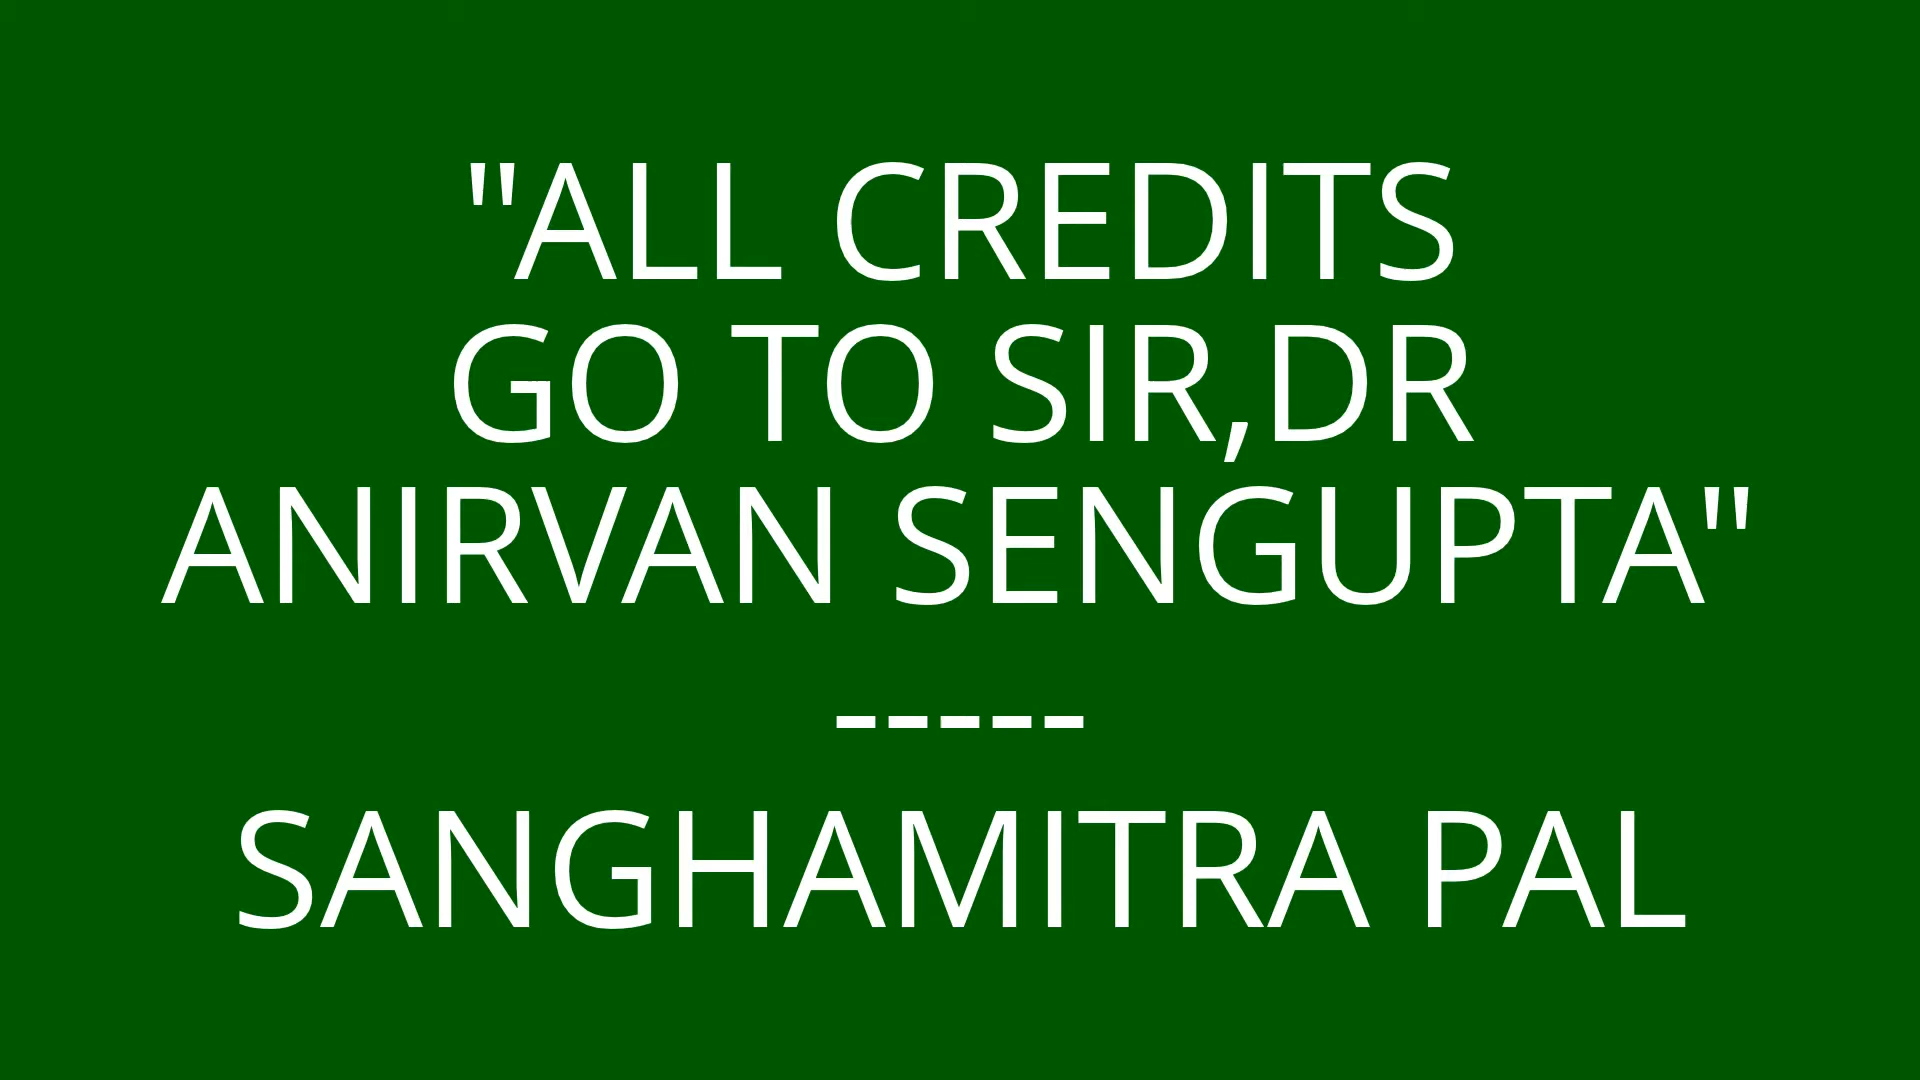 "ALL CREDITS
GO TO SIR,DR
ANIRVAN SENGUPTA"
-----
SANGHAMITRA PAL